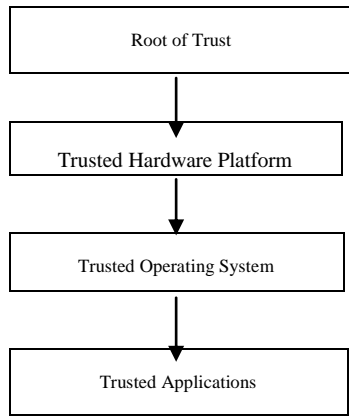 Root of Trust
Trusted Hardware Platform
Trusted Operating System
Trusted Applications